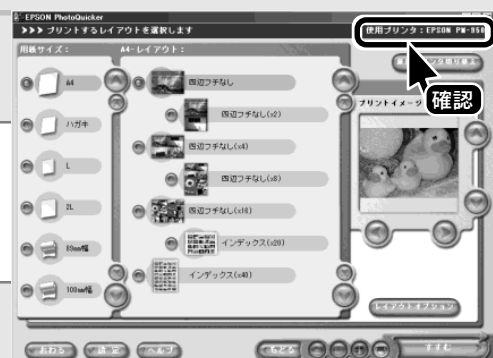 EPSON PhotoQuicker
>>> プリントするレイアウトを選択します
使用プリンタ：EPSON PM-950
用紙サイズ：
A4-レイアウト：
確認
プリントイメージ
A4
四辺フチなし
四辺フチなし(x2)
ハガキ
四辺フチなし(x4)
L
四辺フチなし(x8)
2L
四辺フチなし(x16)
インデックス(x20)
89mm幅
インデックス(x40)
100mm幅
レイアウトオプション
おわる
設定
ヘルプ
もどる
すすむ